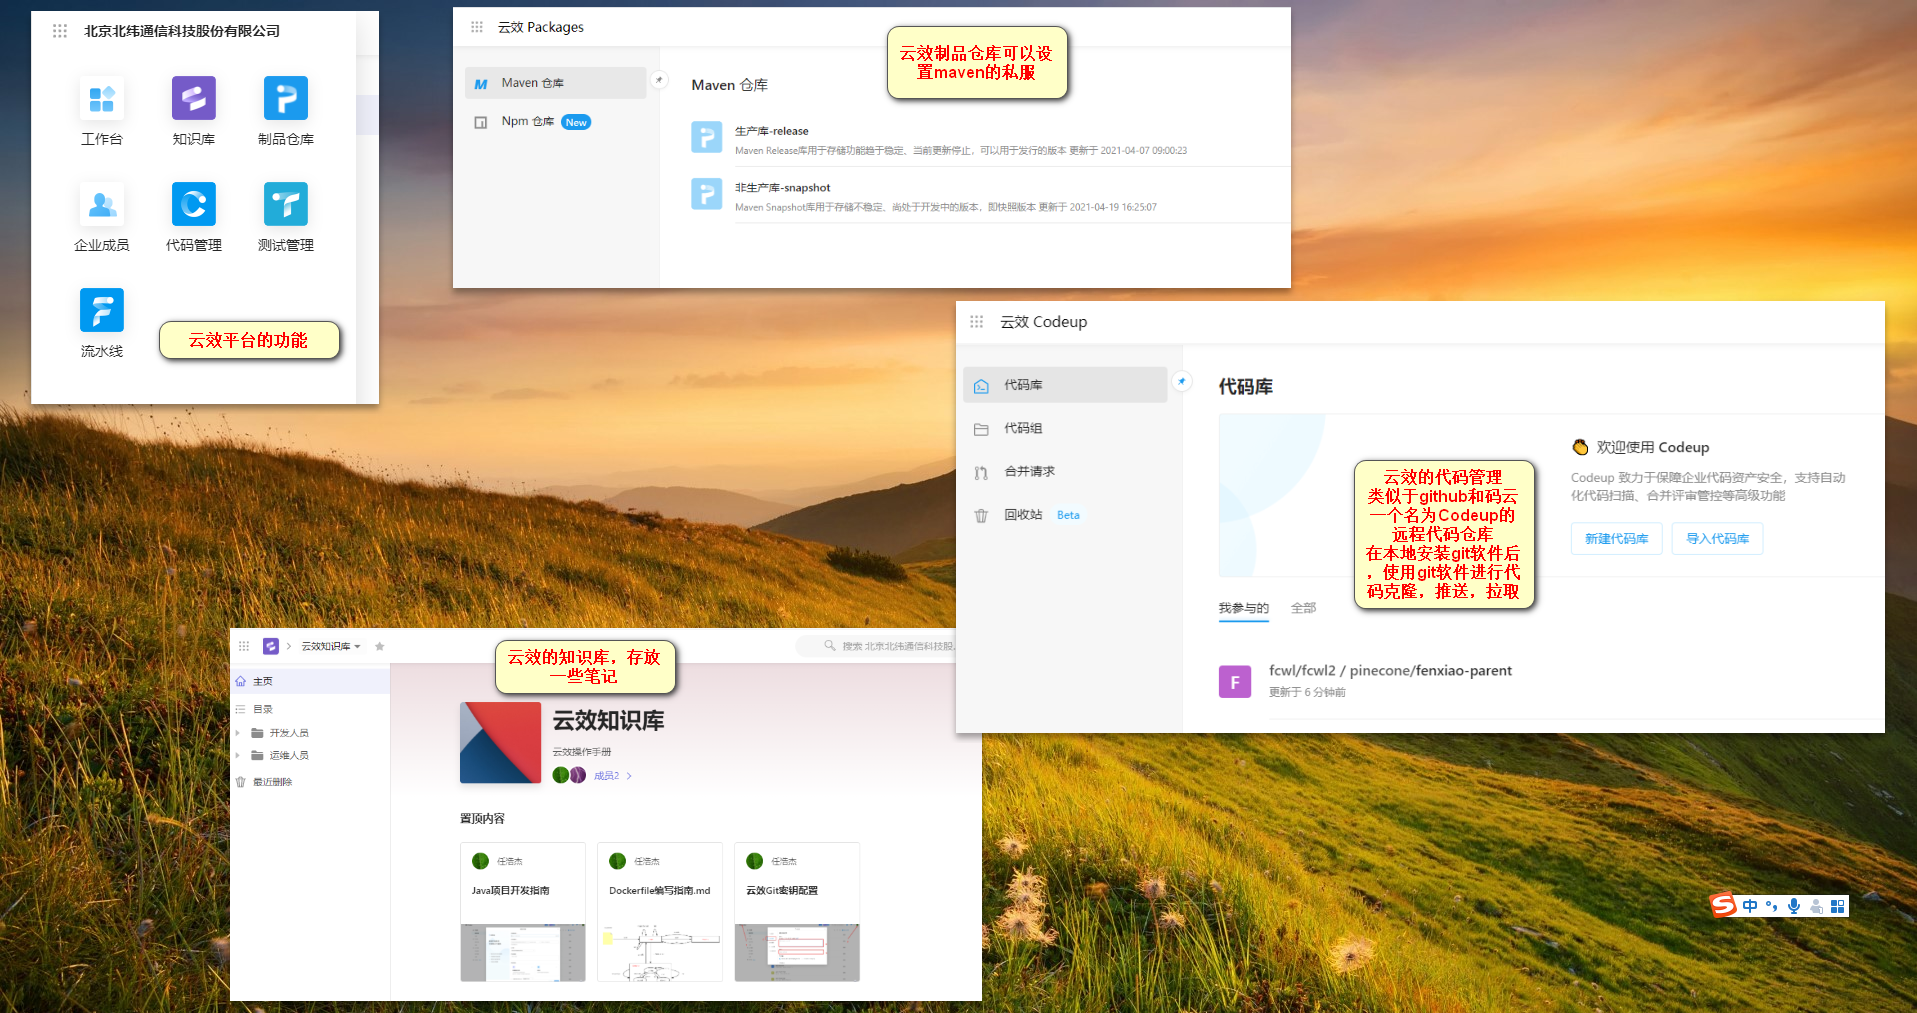 北京北纬通信科技股份有限公司
工作台
知识库
制品仓库
企业成员
代码管理
测试管理
流水线
云效平台的功能
云效 Packages
Maven 仓库
Npm 仓库 New
云效制品仓库可以设
置maven的私服
Maven 仓库
生产库-release
Maven Release库用于存储功能趋于稳定、当前更新停止，可以用于发行的版本 更新于 2021-04-07 09:00:23
非生产库-snapshot
Maven Snapshot库用于存储不稳定、尚处于开发中的版本，即快照版本 更新于 2021-04-19 16:25:07
云效 Codeup
代码库
代码组
合并请求
回收站 Beta
代码库
欢迎使用 Codeup
Codeup 致力于保障企业代码资产安全，支持自动
化代码扫描、合并评审管控等高级功能
新建代码库
导入代码库
云效的代码管理
类似于github和码云
一个名为Codeup的
远程代码仓库
在本地安装git软件后
，使用git软件进行代
码克隆，推送，拉取
我参与的
全部
F
fcwl/fcwl2 / pinecone/fenxiao-parent
更新于 6 分钟前
云效知识库
搜索 北京北纬通信科技股.
云效的知识库，存放
一些笔记
主页
目录
开发人员
运维人员
最近删除
云效知识库
云效操作手册
成员2
置顶内容
任浩杰
Java项目开发指南
任浩杰
Dockerfile编写指南.md
任浩杰
云效Git密钥配置
S 中